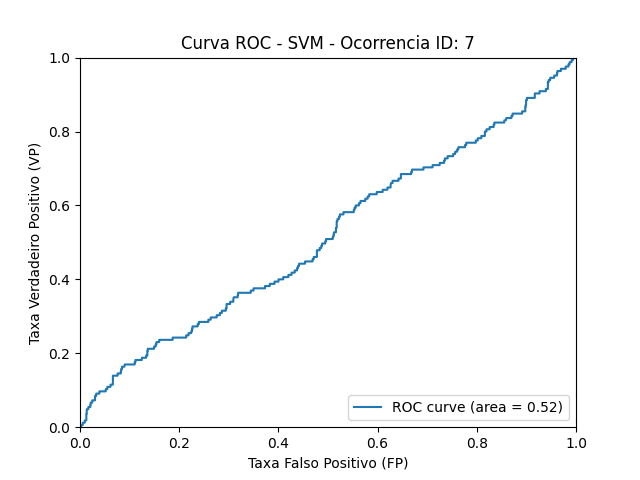 Curva ROC - SVM - Ocorrencia ID: 7
1.0
0.8
0.6
0.4
0.2
0.0
Taxa Verdadeiro Positivo (VP)
ROC curve (area = 0.52)
0.0 0.2 0.4 0.6 0.8 1.0
Taxa Falso Positivo (FP)